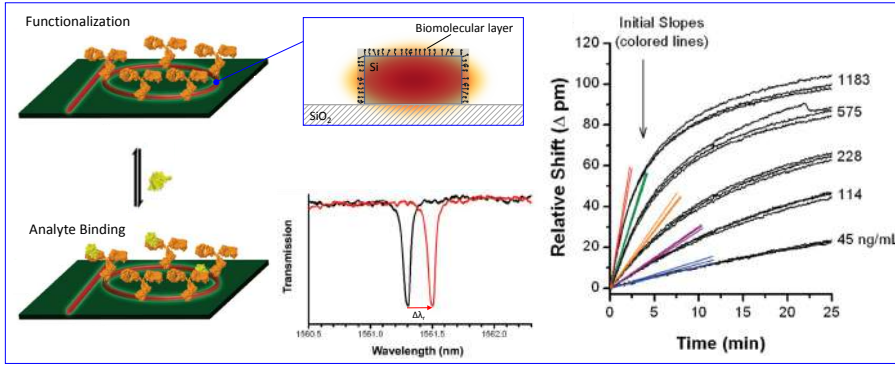 Functionalization
Analyte Binding
Biomolecular layer
Si
SiO2
Transmission
Δλr
1560.5
1561.0
1561.5
1562.0
Wavelength (nm)
Initial Slopes
(colored lines)
Relative Shift (Δ pm)
120
100
80
60
40
20
0
1183
575
228
114
45 ng/mL
0
5
10
15
20
25
Time (min)